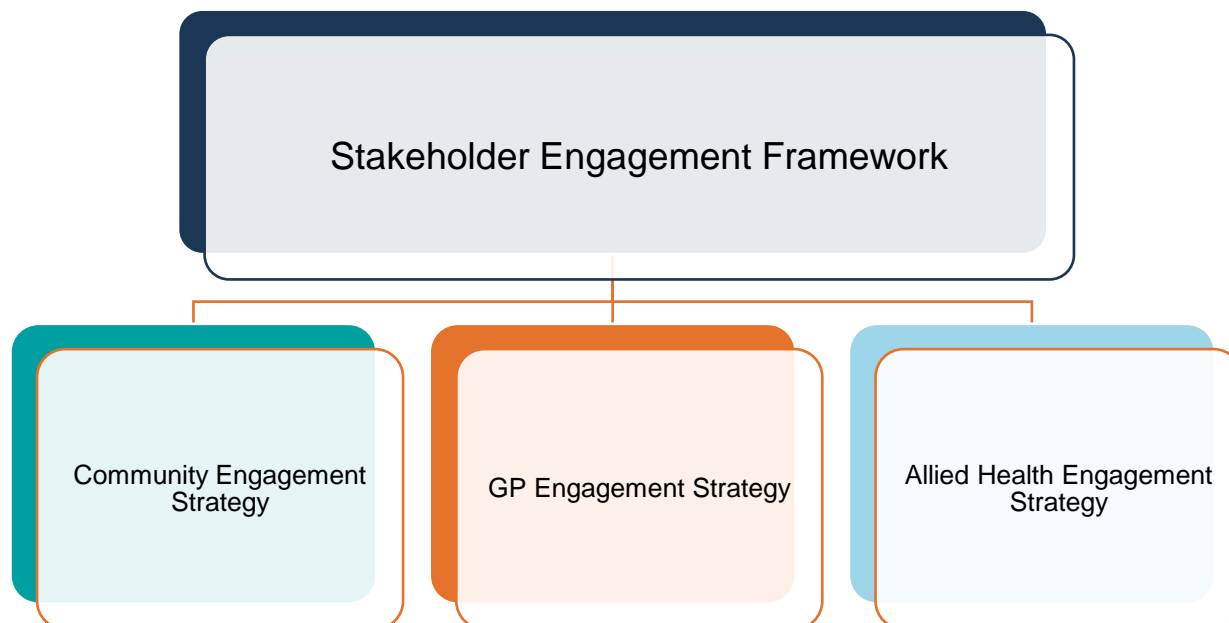 Stakeholder Engagement Framework
Community Engagement
Strategy
GP Engagement Strategy
Allied Health Engagement
Strategy